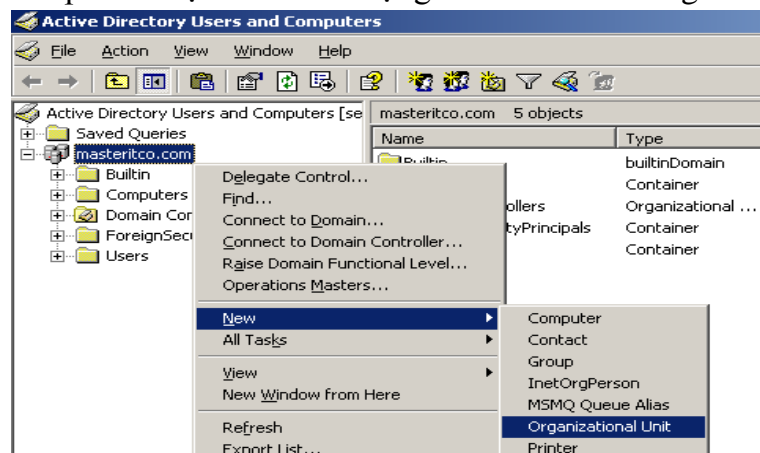 Active Directory Users and Computers
File Action View Window Help
Active Directory Users and Computers [se
masteritco.com 5 objects
Saved Queries
Name Type
masteritco.com
Builtin builtinDomain
Builtin
Container
Computers
ollers Organizational ...
Domain Cor
tyPrincipals Container
ForeignSecu
Container
Users
Delegate Control...
Find...
Connect to Domain...
Connect to Domain Controller...
Raise Domain Functional Level...
Operations Masters...
New
All Tasks
View
New Window from Here
Refresh
Export List...
Computer
Contact
Group
InetOrgPerson
MSMQ Queue Alias
Organizational Unit
Printer